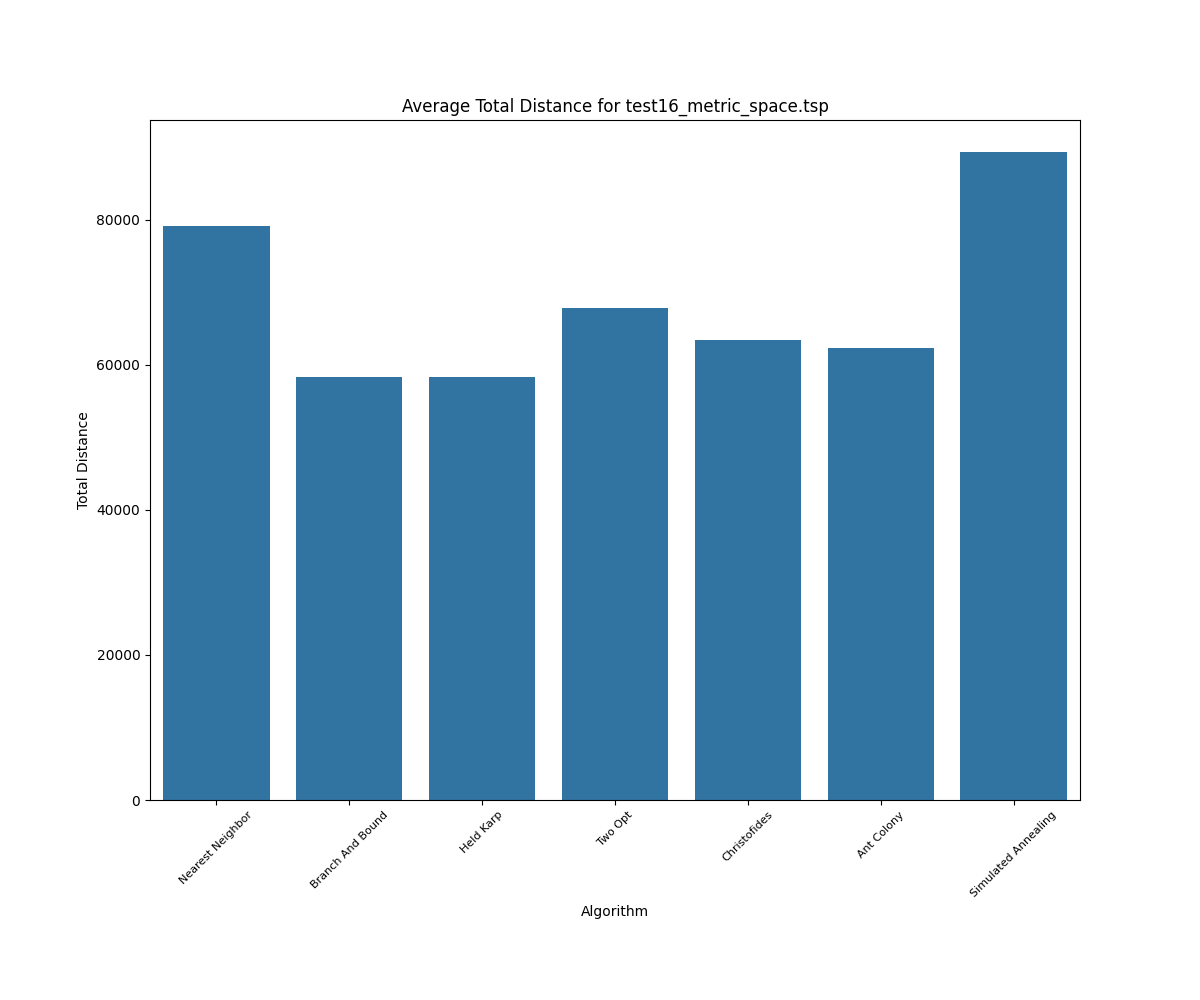 Average Total Distance for test16_metric_space.tsp
80000
60000
40000
20000
0
Total Distance
Nearest Neighbor
Branch And Bound
Held Karp
Two Opt
Christofides
Ant Colony
Simulated Annealing
Algorithm